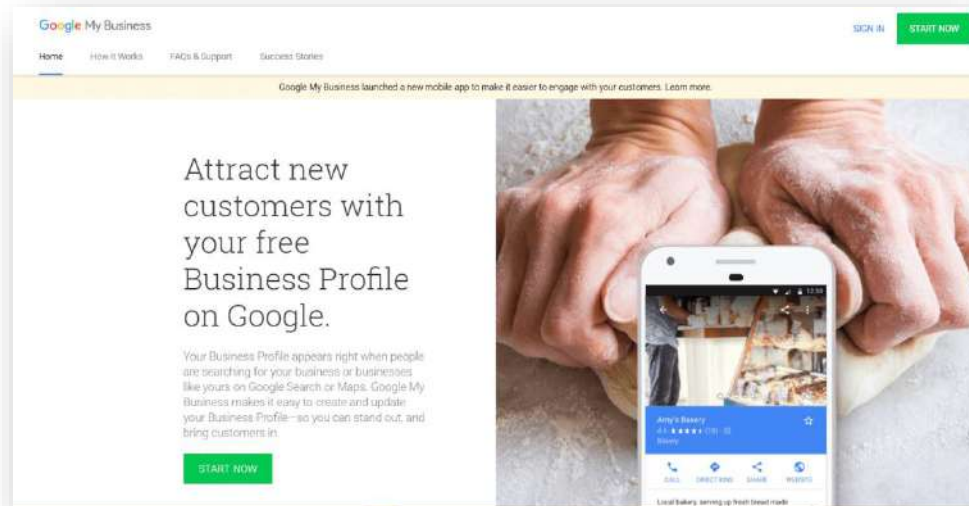 Google My Business
SIGN IN
START NOW
Home
How It Works
FAQs & Support
Success Stories
Google My Business launched a new mobile app to make it easier to engage with your customers. Learn more.
Attract new
customers with
your free
Business Profile
on Google.
Your Business Profile appears right when people
are searching for your business or businesses
like yours on Google Search or Maps. Google My
Business makes it easy to create and update
your Business Profile—so you can stand out, and
bring customers in.
START NOW
12:30
Amy's Bakery
Bakery
CALL
DIRECTIONS
SHARE
WEBSITE
Local bakery, serving up fresh bread made